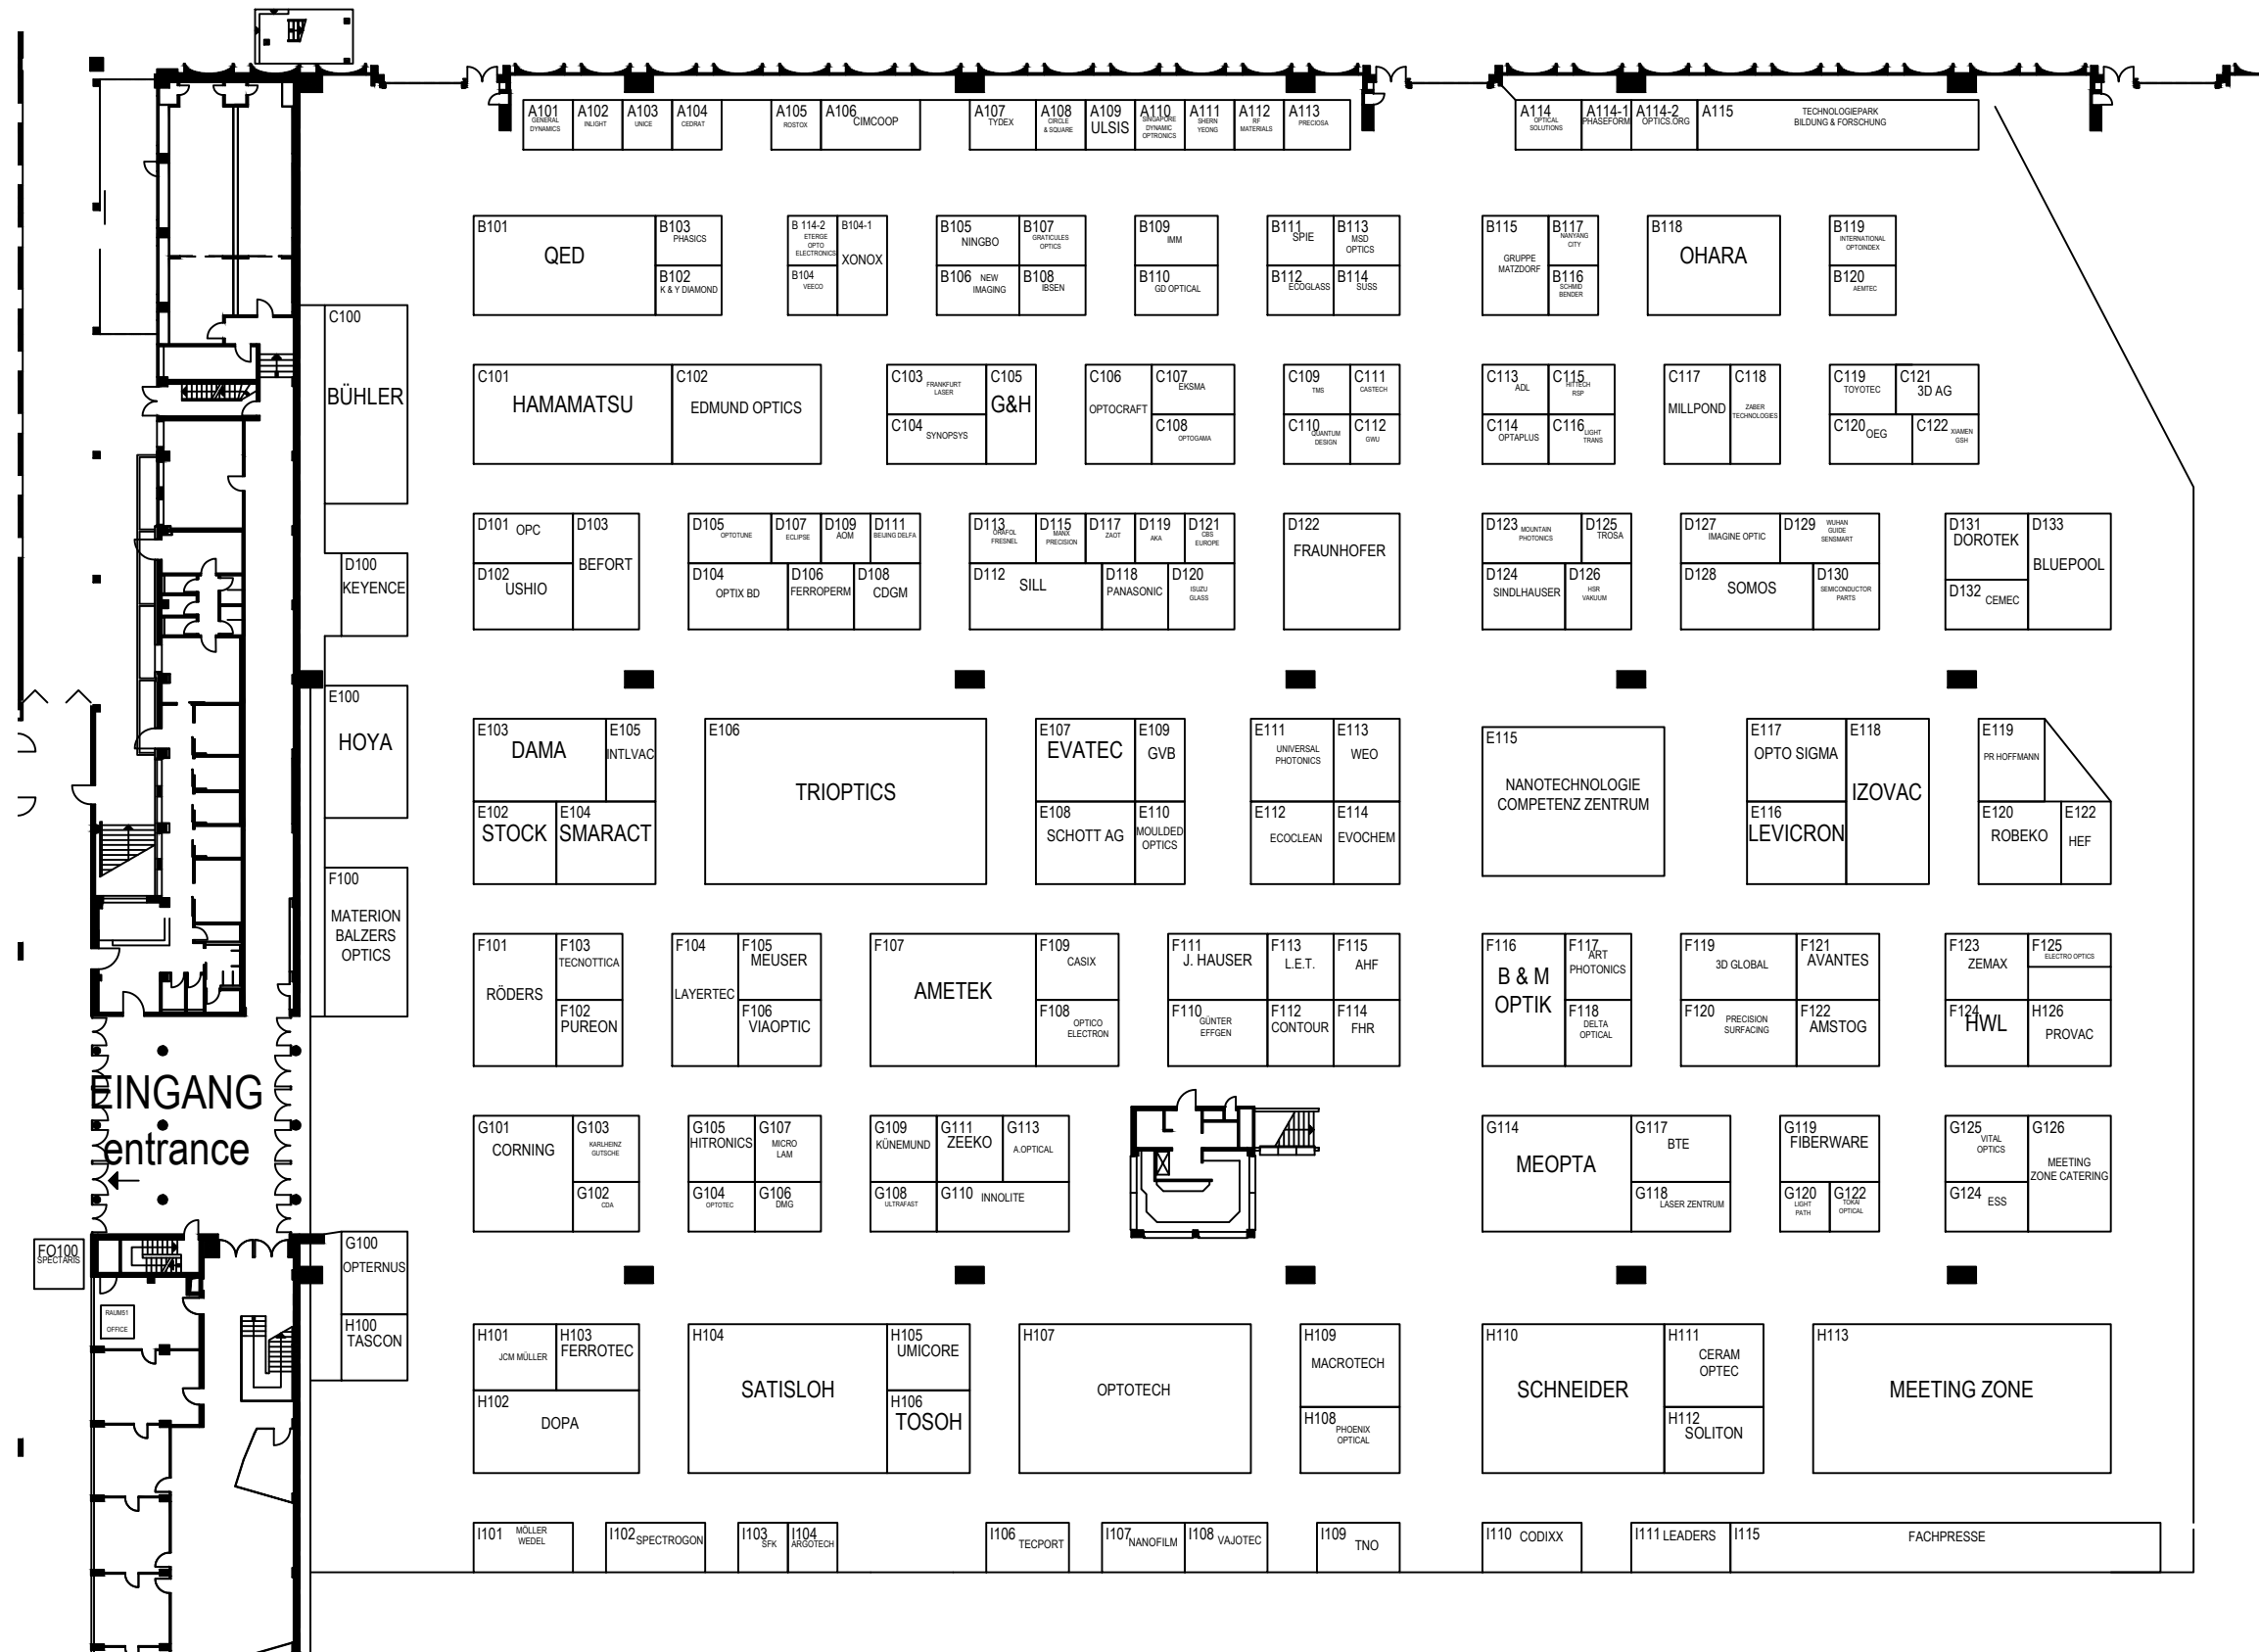 A101
GENERAL
DYNAMICS
A102
INLIGHT
A103
UNICE
A104
CEDRAT
A105
ROSTOX
A106
CIMCOOP
A107
TYDEX
A108
CIRCLE
& SQUARE
A109
ULSIS
A110
SINGAPORE
DYNAMIC
OPTRONICS
A111
SHERN
YEONG
A112
RF
MATERIALS
A113
PRECIOSA
A114
OPTICAL
SOLUTIONS
A114-1
PHASEFORM
A114-2
OPTICS.ORG
A115
TECHNOLOGIEPARK
BILDUNG & FORSCHUNG
B101
QED
B103
PHASICS
B102
K & Y DIAMOND
B 114-2
ETERGE
OPTO
ELECTRONICS
B104
VEECO
B104-1
XONOX
B105
NINGBO
B107
GRATICULES
OPTICS
B106
NEW
IMAGING
B108
IBSEN
B109
IMM
B110
GD OPTICAL
B111
SPIE
B113
MSD
OPTICS
B112
ECOGLASS
B114
SUSS
B115
GRUPPE
MATZDORF
B117
NANYANG
CITY
B116
SCHMID
BENDER
B118
OHARA
B119
INTERNATIONAL
OPTOINDEX
B120
AEMTEC
C100
BÜHLER
C101
HAMAMATSU
C102
EDMUND OPTICS
C103
FRANKFURT
LASER
C104
SYNOPSYS
C105
G&H
C106
OPTOCRAFT
C107
EKSMA
C108
OPTOGAMA
C109
TMS
C111
CASTECH
C110
QUANTUM
DESIGN
C112
GWU
C113
ADL
C115
HITECH
RSP
C114
OPTAPLUS
C116
LIGHT
TRANS
C117
MILLPOND
C118
ZABER
TECHNOLOGIES
C119
TOYOTEC
C121
3D AG
C120
OEG
C122
XIAMEN
GSH
D100
KEYENCE
D101
OPC
D102
USHIO
D103
BEFORT
D105
OPTOTUNE
D107
ECLIPSE
D109
AOM
D111
BEIJING DELFA
D104
OPTIX BD
D106
FERROPERM
D108
CDGM
D113
ORAFOL
FRESNEL
D115
MANX
PRECISION
D117
ZAOT
D119
AKA
D121
CBS
EUROPE
D112
SILL
D118
PANASONIC
D120
ISUZU
GLASS
D122
FRAUNHOFER
D123
MOUNTAIN
PHOTONICS
D125
TROSA
D124
SINDLHAUSER
D126
HSR
VAKUUM
D127
IMAGINE OPTIC
D129
WUHAN
GUIDE
SENSMART
D128
SOMOS
D130
SEMICONDUCTOR
PARTS
D131
DOROTEK
D132
CEMEC
D133
BLUEPOOL
E100
HOYA
E103
DAMA
E105
INTLVAC
E102
STOCK
E104
SMARACT
E106
TRIOPTICS
E107
EVATEC
E109
GVB
E108
SCHOTT AG
E110
MOULDED
OPTICS
E111
UNIVERSAL
PHOTONICS
E113
WEO
E112
ECOCLEAN
E114
EVOCHEM
E115
NANOTECHNOLOGIE
COMPETENZ ZENTRUM
E117
OPTO SIGMA
E116
LEVICRON
E118
IZOVAC
E119
PR HOFFMANN
E120
ROBEKO
E122
HEF
F100
MATERION
BALZERS
OPTICS
F101
RÖDERS
F103
TECNOTTICA
F102
PUREON
F104
LAYERTEC
F105
MEUSER
F106
VIAOPTIC
F107
AMETEK
F109
CASIX
F108
OPTICO
ELECTRON
F111
J. HAUSER
F110
GÜNTER
EFFGEN
F113
L.E.T.
F112
CONTOUR
F115
AHF
F114
FHR
F116
B & M
OPTIK
F117
ART
PHOTONICS
F118
DELTA
OPTICAL
F119
3D GLOBAL
F121
AVANTES
F120
PRECISION
SURFACING
F122
AMSTOG
F123
ZEMAX
F125
ELECTRO OPTICS
F124
HWL
H126
PROVAC
EINGANG
entrance
G101
CORNING
G103
KARLHEINZ
GUTSCHE
G102
CDA
G105
HITRONICS
G107
MICRO
LAM
G104
OPTOTEC
G106
DMG
G109
KÜNEMUND
G111
ZEEKO
G113
A.OPTICAL
G108
ULTRAFAST
G110
INNOLITE
G114
MEOPTA
G117
BTE
G118
LASER ZENTRUM
G119
FIBERWARE
G120
LIGHT
PATH
G122
TOKAI
OPTICAL
G125
VITAL
OPTICS
G124
ESS
G126
MEETING
ZONE CATERING
FO100
SPECTARIS
RAUM51
OFFICE
G100
OPTERNUS
H100
TASCON
H101
JCM MÜLLER
H103
FERROTEC
H102
DOPA
H104
SATISLOH
H105
UMICORE
H106
TOSOH
H107
OPTOTECH
H109
MACROTECH
H108
PHOENIX
OPTICAL
H110
SCHNEIDER
H111
CERAM
OPTEC
H112
SOLITON
H113
MEETING ZONE
I101
MÖLLER
WEDEL
I102
SPECTROGON
I103
SFK
I104
ARGOTECH
I106
TECPORT
I107
NANOFILM
I108
VAJOTEC
I109
TNO
I110
CODIXX
I111
LEADERS
I115
FACHPRESSE